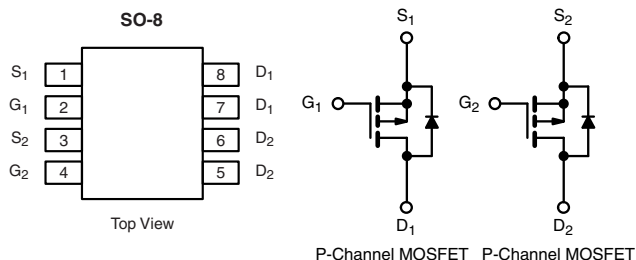 SO-8
S1 1 8 D1
G1 2 7 D1
S2 3 6 D2
G2 4 5 D2
Top View
S1
G1
D1
P-Channel MOSFET
S2
G2
D2
P-Channel MOSFET